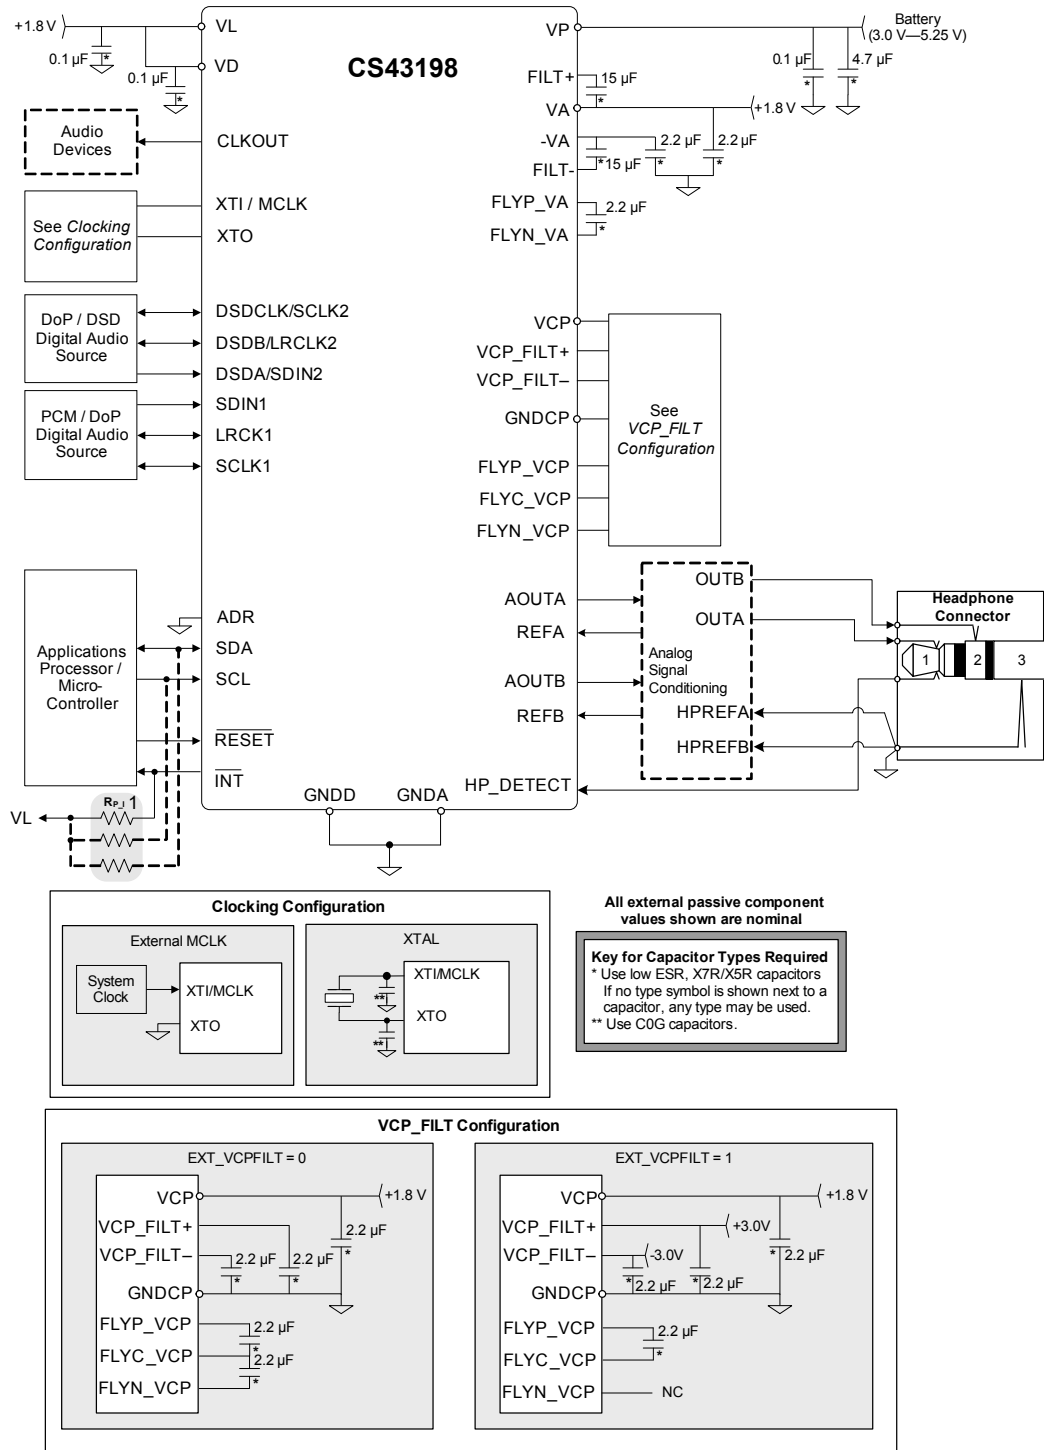 +1.8 V
VL
0.1 µF
*
VD
0.1 µF
*
CS43198
VP
Battery
(3.0 V—5.25 V)
0.1 µF
*
4.7 µF
*
FILT+
15 µF
*
VA
+1.8 V
-VA
2.2 µF
*
2.2 µF
*
*15 µF
FILT-
FLYP_VA
2.2 µF
*
FLYN_VA
Audio
Devices
CLKOUT
See Clocking
Configuration
XTI / MCLK
XTO
DoP / DSD
Digital Audio
Source
DSDCLK/SCLK2
DSDB/LRCLK2
DSDA/SDIN2
PCM / DoP
Digital Audio
Source
SDIN1
LRCK1
SCLK1
VCP
VCP_FILT+
VCP_FILT–
GNDCP
FLYP_VCP
FLYC_VCP
FLYN_VCP
See
VCP_FILT
Configuration
Applications
Processor /
Micro-
Controller
ADR
SDA
SCL
RESET
INT
AOUTA
REFA
AOUTB
REFB
HP_DETECT
OUTB
OUTA
Analog
Signal
Conditioning
HPREFA
HPREFB
Headphone
Connector
1
2
3
VL
RP_I 1
GNDD
GNDA
Clocking Configuration
External MCLK
System
Clock
XTI/MCLK
XTO
XTAL
XTI/MCLK
**
XTO
**
All external passive component
values shown are nominal
Key for Capacitor Types Required
* Use low ESR, X7R/X5R capacitors
If no type symbol is shown next to a
capacitor, any type may be used.
** Use C0G capacitors.
VCP_FILT Configuration
EXT_VCPFILT = 0
VCP
+1.8 V
VCP_FILT+
2.2 µF
*
VCP_FILT–
2.2 µF
*
2.2 µF
*
GNDCP
FLYP_VCP
2.2 µF
*
FLYC_VCP
2.2 µF
*
FLYN_VCP
EXT_VCPFILT = 1
VCP
+1.8 V
VCP_FILT+
+3.0V
VCP_FILT–
-3.0V
* 2.2 µF
*2.2 µF
* 2.2 µF
GNDCP
FLYP_VCP
2.2 µF
*
FLYC_VCP
FLYN_VCP
NC